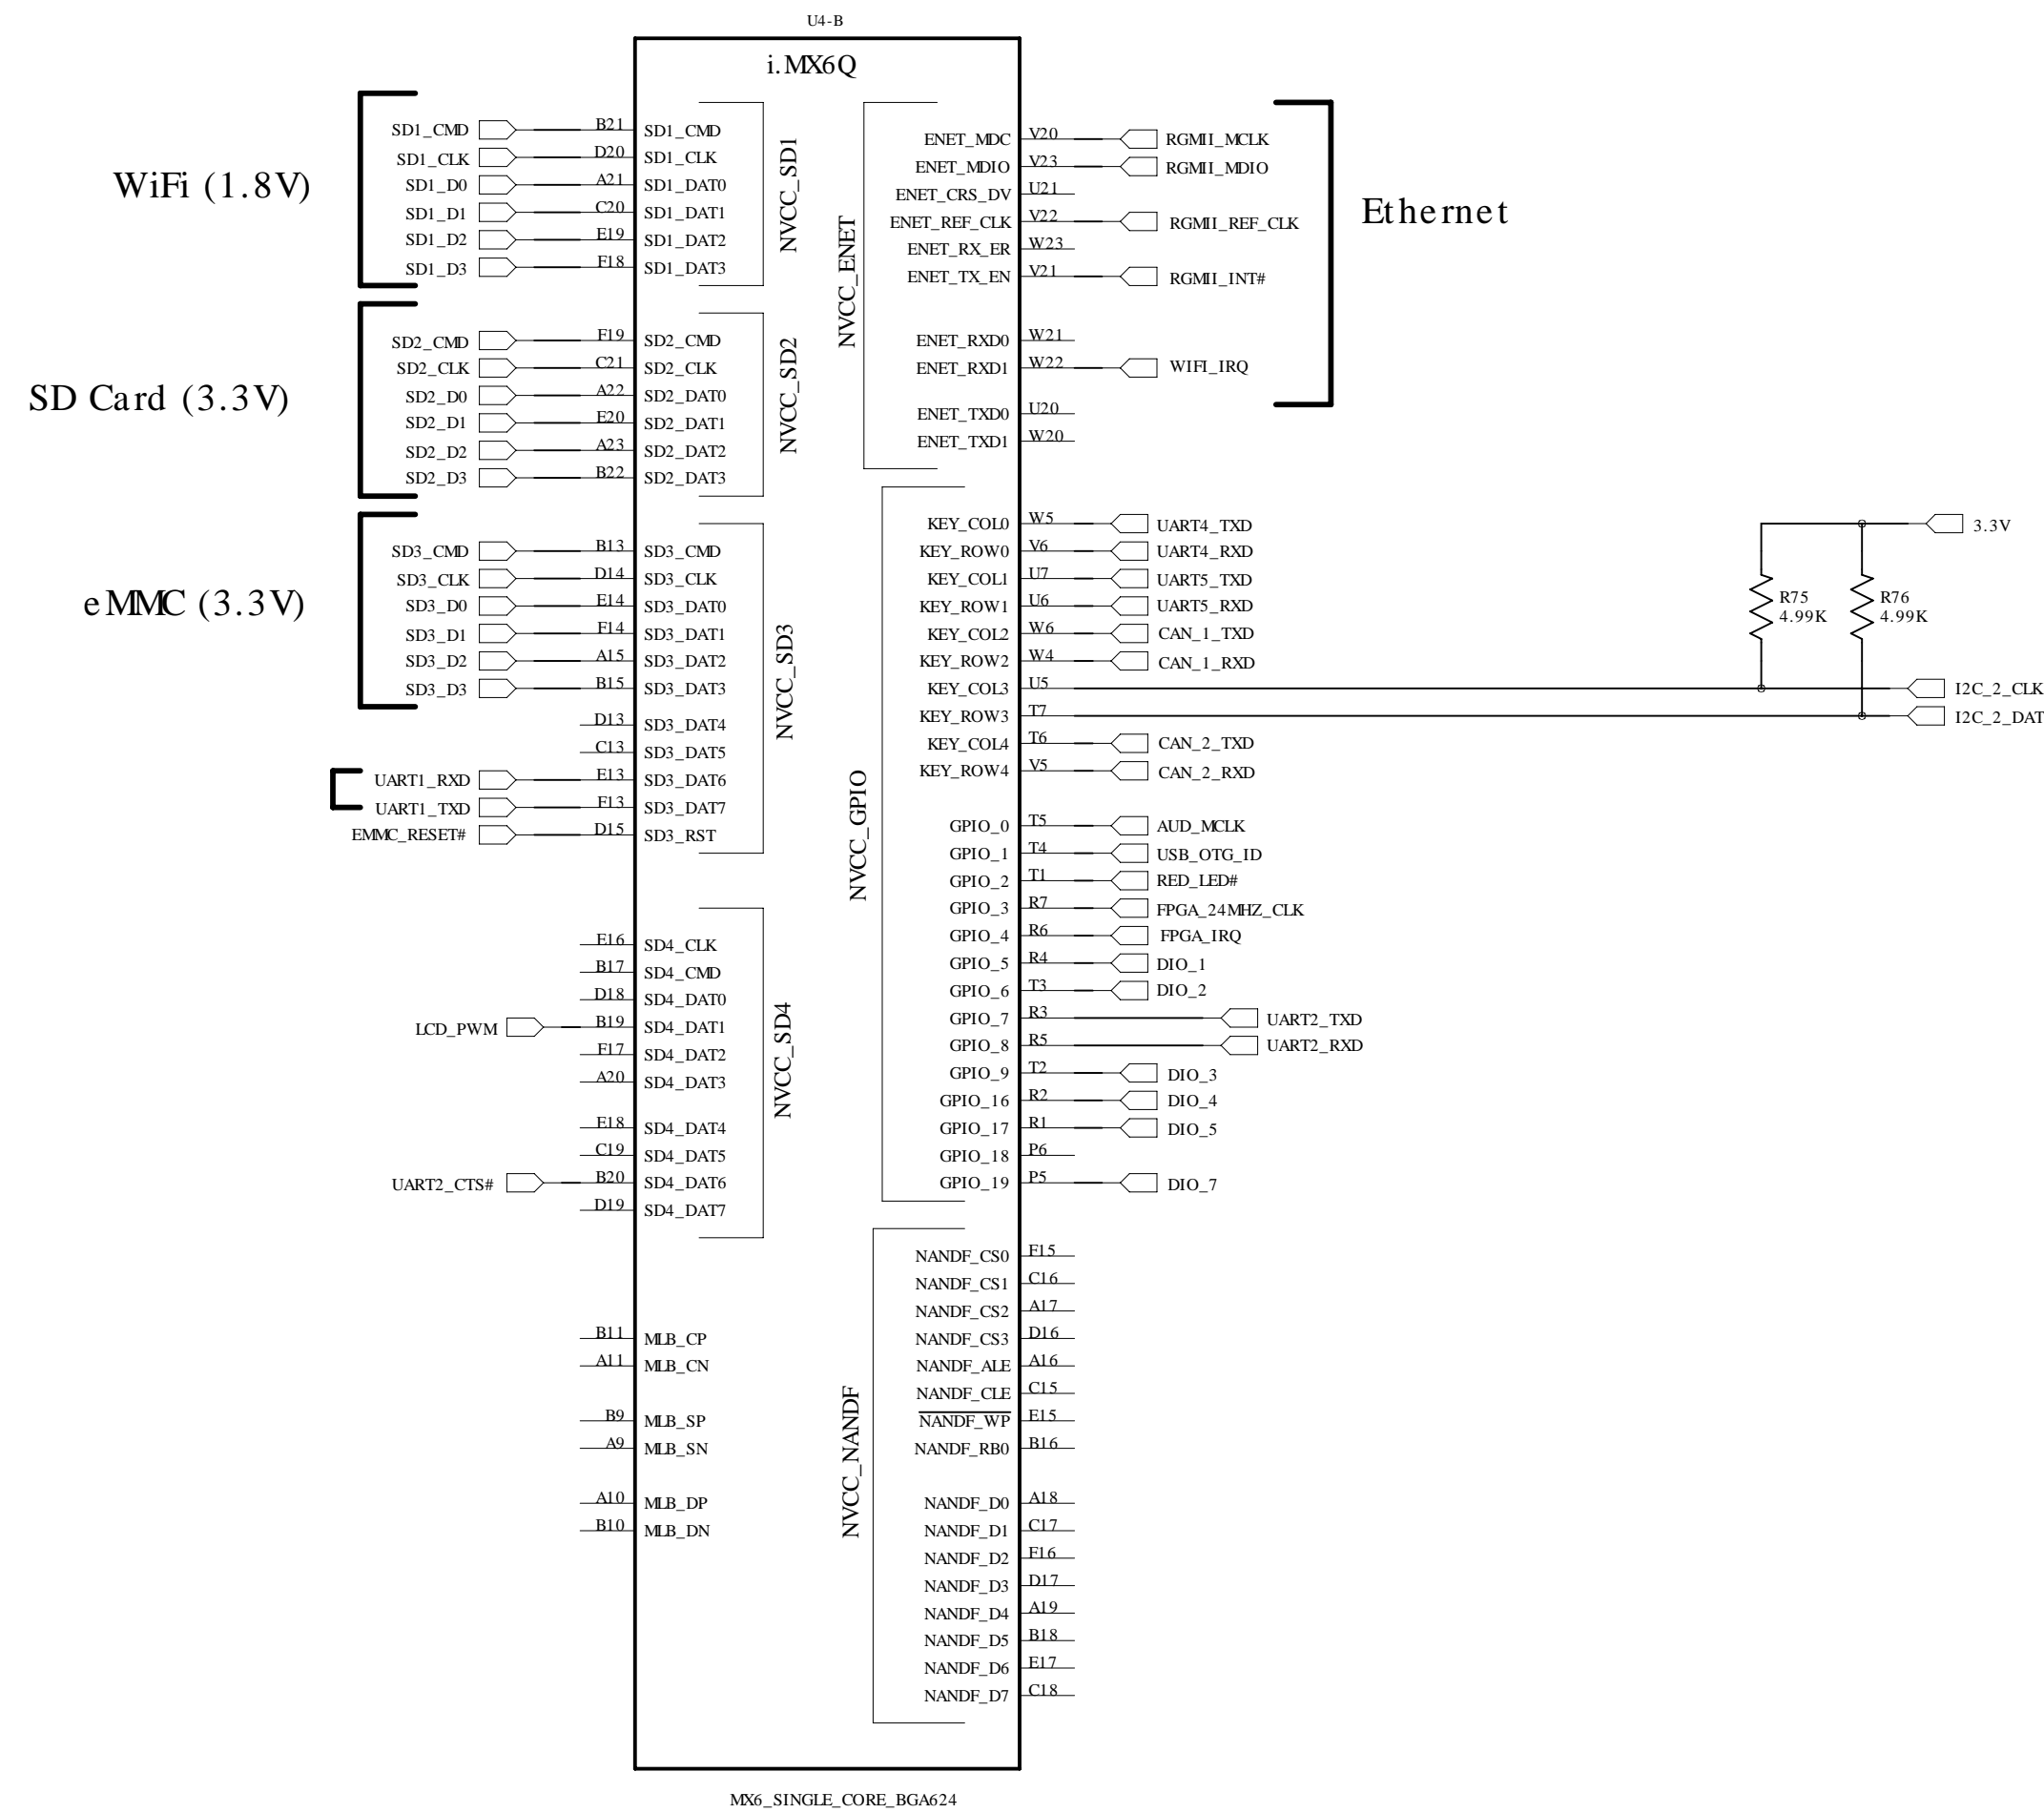 U4-B
i.MX6Q
WiFi (1.8V)
SD1_CMD B21 SD1_CMD
SD1_CLK D20 SD1_CLK
SD1_D0 A21 SD1_DAT0
SD1_D1 C20 SD1_DAT1
SD1_D2 E19 SD1_DAT2
SD1_D3 F18 SD1_DAT3
NVCC_SD1
SD Card (3.3V)
SD2_CMD F19 SD2_CMD
SD2_CLK C21 SD2_CLK
SD2_D0 A22 SD2_DAT0
SD2_D1 E20 SD2_DAT1
SD2_D2 A23 SD2_DAT2
SD2_D3 B22 SD2_DAT3
NVCC_SD2
eMMC (3.3V)
SD3_CMD B13 SD3_CMD
SD3_CLK D14 SD3_CLK
SD3_D0 E14 SD3_DAT0
SD3_D1 F14 SD3_DAT1
SD3_D2 A15 SD3_DAT2
SD3_D3 B15 SD3_DAT3
D13 SD3_DAT4
C13 SD3_DAT5
UART1_RXD E13 SD3_DAT6
UART1_TXD F13 SD3_DAT7
EMMC_RESET# D15 SD3_RST
NVCC_SD3
E16 SD4_CLK
B17 SD4_CMD
D18 SD4_DAT0
LCD_PWM B19 SD4_DAT1
F17 SD4_DAT2
A20 SD4_DAT3
E18 SD4_DAT4
C19 SD4_DAT5
UART2_CTS# B20 SD4_DAT6
D19 SD4_DAT7
NVCC_SD4
B11 MLB_CP
A11 MLB_CN
B9 MLB_SP
A9 MLB_SN
A10 MLB_DP
B10 MLB_DN
NVCC_ENET
ENET_MDC V20 RGMII_MCLK
ENET_MDIO V23 RGMII_MDIO
ENET_CRS_DV U21
ENET_REF_CLK V22 RGMII_REF_CLK
ENET_RX_ER W23
ENET_TX_EN V21 RGMII_INT#
ENET_RXD0 W21
ENET_RXD1 W22 WIFI_IRQ
ENET_TXD0 U20
ENET_TXD1 W20
Ethernet
NVCC_GPIO
KEY_COL0 W5 UART4_TXD
KEY_ROW0 V6 UART4_RXD
KEY_COL1 U7 UART5_TXD
KEY_ROW1 U6 UART5_RXD
KEY_COL2 W6 CAN_1_TXD
KEY_ROW2 W4 CAN_1_RXD
KEY_COL3 U5 I2C_2_CLK
KEY_ROW3 T7 I2C_2_DAT
KEY_COL4 T6 CAN_2_TXD
KEY_ROW4 V5 CAN_2_RXD
3.3V
R75
4.99K
R76
4.99K
GPIO_0 T5 AUD_MCLK
GPIO_1 T4 USB_OTG_ID
GPIO_2 T1 RED_LED#
GPIO_3 R7 FPGA_24MHZ_CLK
GPIO_4 R6 FPGA_IRQ
GPIO_5 R4 DIO_1
GPIO_6 T3 DIO_2
GPIO_7 R3 UART2_TXD
GPIO_8 R5 UART2_RXD
GPIO_9 T2 DIO_3
GPIO_16 R2 DIO_4
GPIO_17 R1 DIO_5
GPIO_18 P6
GPIO_19 P5 DIO_7
NVCC_NANDF
NANDF_CS0 F15
NANDF_CS1 C16
NANDF_CS2 A17
NANDF_CS3 D16
NANDF_ALE A16
NANDF_CLE C15
NANDF_WP E15
NANDF_RB0 B16
NANDF_D0 A18
NANDF_D1 C17
NANDF_D2 F16
NANDF_D3 D17
NANDF_D4 A19
NANDF_D5 B18
NANDF_D6 E17
NANDF_D7 C18
MX6_SINGLE_CORE_BGA624